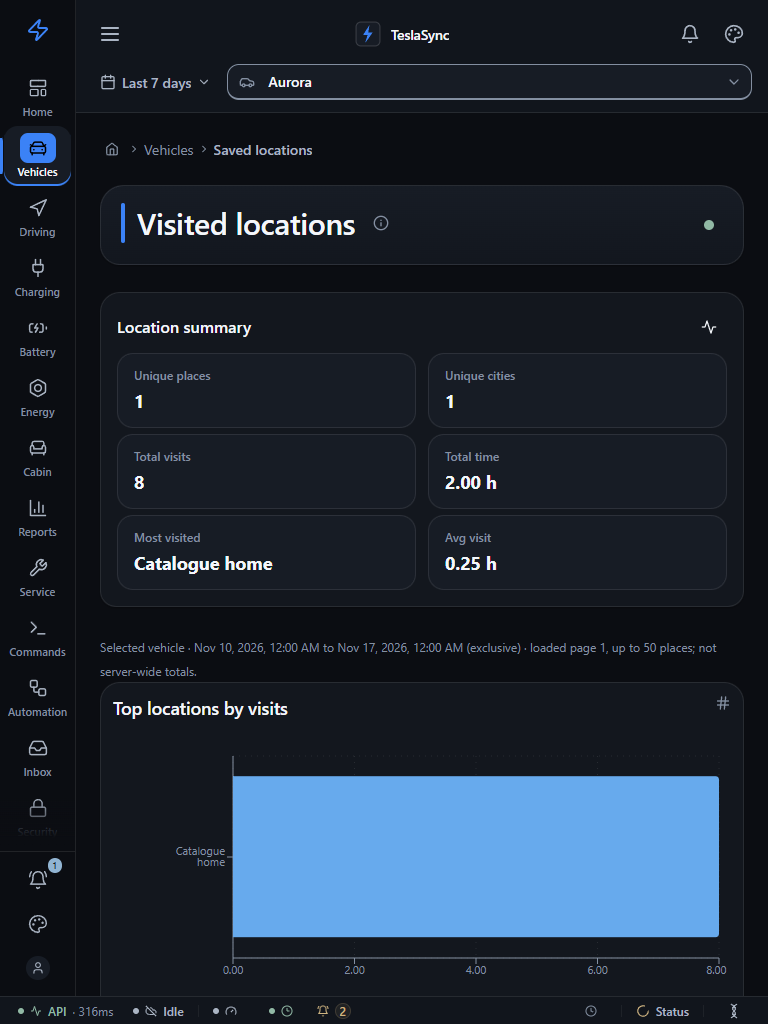 TeslaSync
Last 7 days
Aurora
Home
Vehicles
Driving
Charging
Battery
Energy
Cabin
Reports
Service
Commands
Automation
Inbox
Security
1
Vehicles
Saved locations
Visited locations
Location summary
Unique places
1
Unique cities
1
Total visits
8
Total time
2.00 h
Most visited
Catalogue home
Avg visit
0.25 h
Selected vehicle · Nov 10, 2026, 12:00 AM to Nov 17, 2026, 12:00 AM (exclusive) · loaded page 1, up to 50 places; not
server-wide totals.
Top locations by visits
Catalogue
home
0.00 2.00 4.00 6.00 8.00
API · 316ms
Idle
2
Status